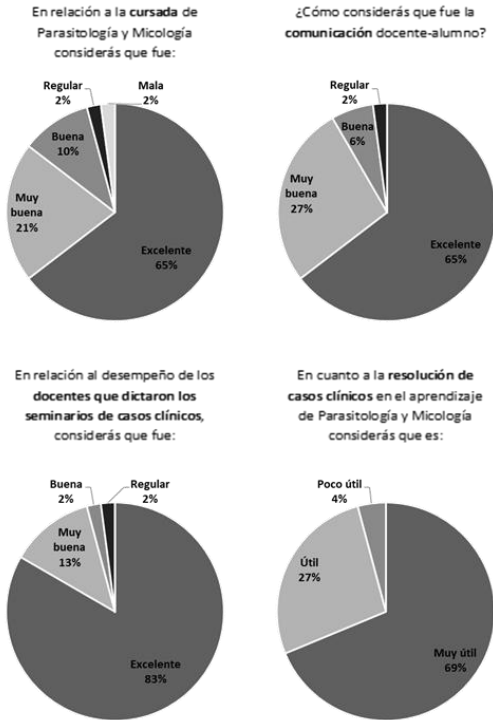 En relación a la cursada de
Parasitología y Micología
considerás que fue:
Regular
2%
Mala
2%
Buena
10%
Muy
buena
21%
Excelente
65%
¿Cómo considerás que fue la
comunicación docente-alumno?
Regular
2%
Buena
6%
Muy
buena
27%
Excelente
65%
En relación al desempeño de los
docentes que dictaron los
seminarios de casos clínicos,
considerás que fue:
Buena
2%
Regular
2%
Muy
buena
13%
Excelente
83%
En cuanto a la resolución de
casos clínicos en el aprendizaje
de Parasitología y Micología
considerás que es:
Poco útil
4%
Útil
27%
Muy útil
69%